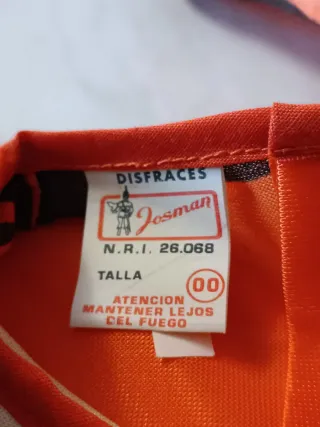 DISFRACES
Josman
N.R.I. 26.068
TALLA 00
ATENCION
MANTENER LEJOS
DEL FUEGO